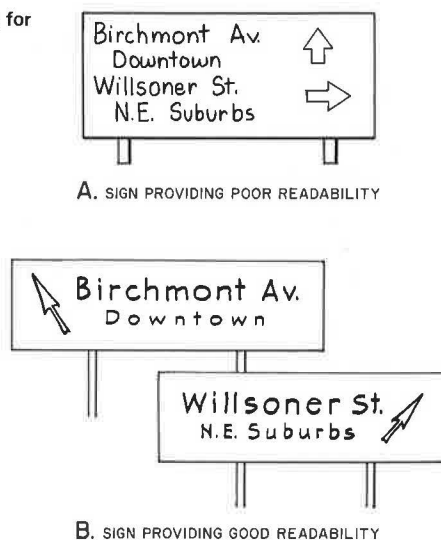 for
Birchmont Av.
Downtown
Willsoner St.
N.E. Suburbs
A. SIGN PROVIDING POOR READABILITY
Birchmont Av.
Downtown
Willsoner St.
N.E. Suburbs
B. SIGN PROVIDING GOOD READABILITY